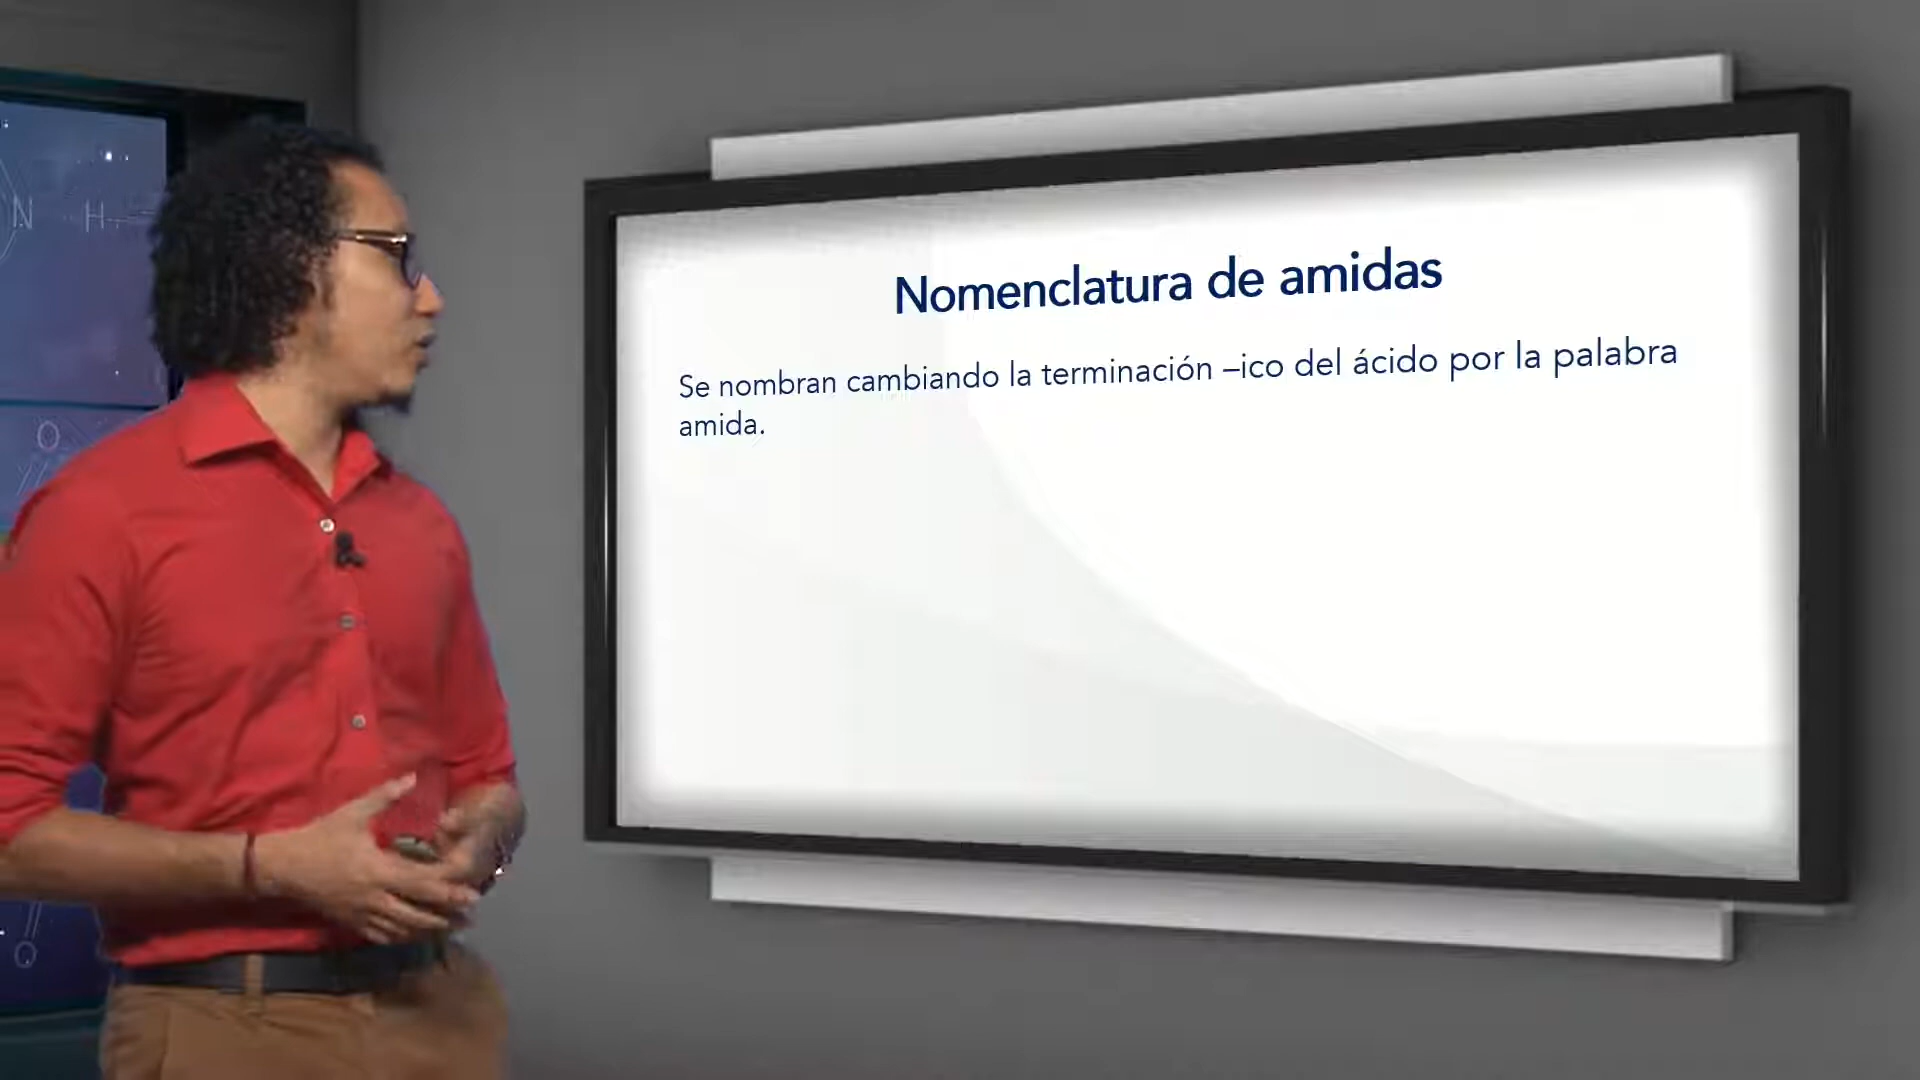 Nomenclatura de amidas
Se nombran cambiando la terminación –ico del ácido por la palabra
amida.
N
H
O
O